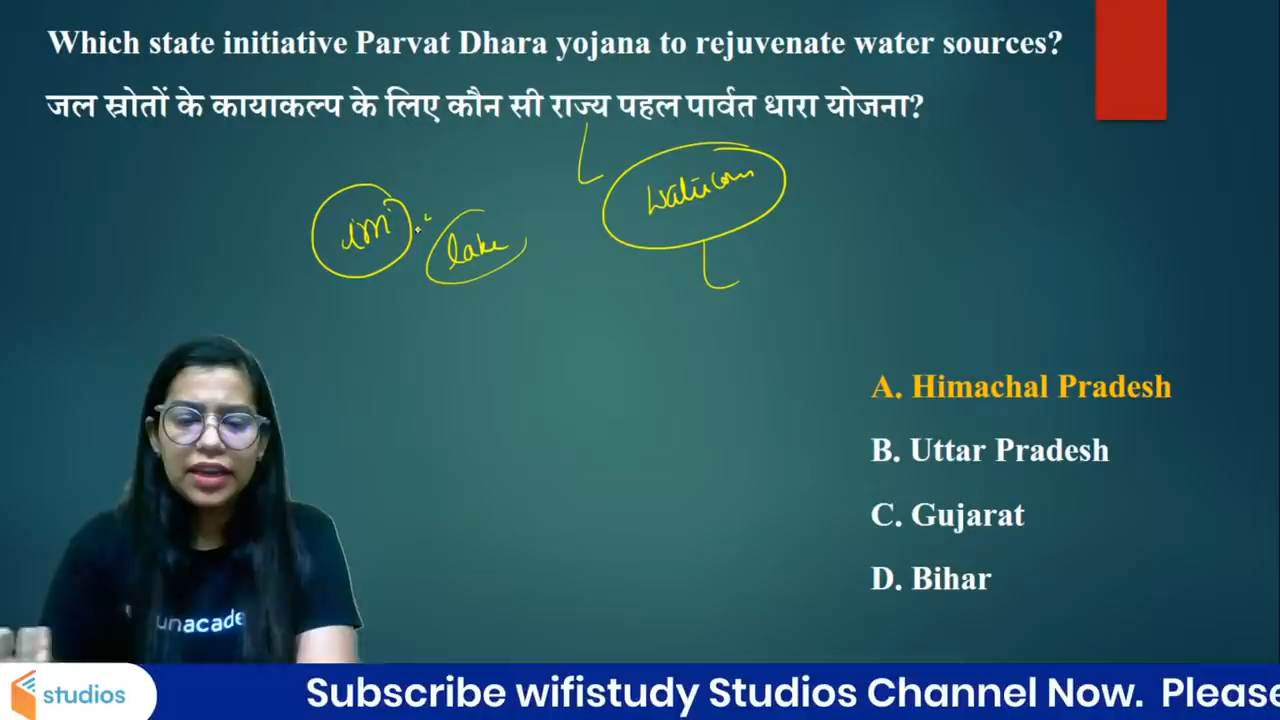 Which state initiative Parvat Dhara yojana to rejuvenate water sources?
जल स्रोतों के कायाकल्प के लिए कौन सी राज्य पहल पार्वत धारा योजना?
lake
A. Himachal Pradesh
B. Uttar Pradesh
C. Gujarat
D. Bihar
unacade
studios
Subscribe wifistudy Studios Channel Now. Please